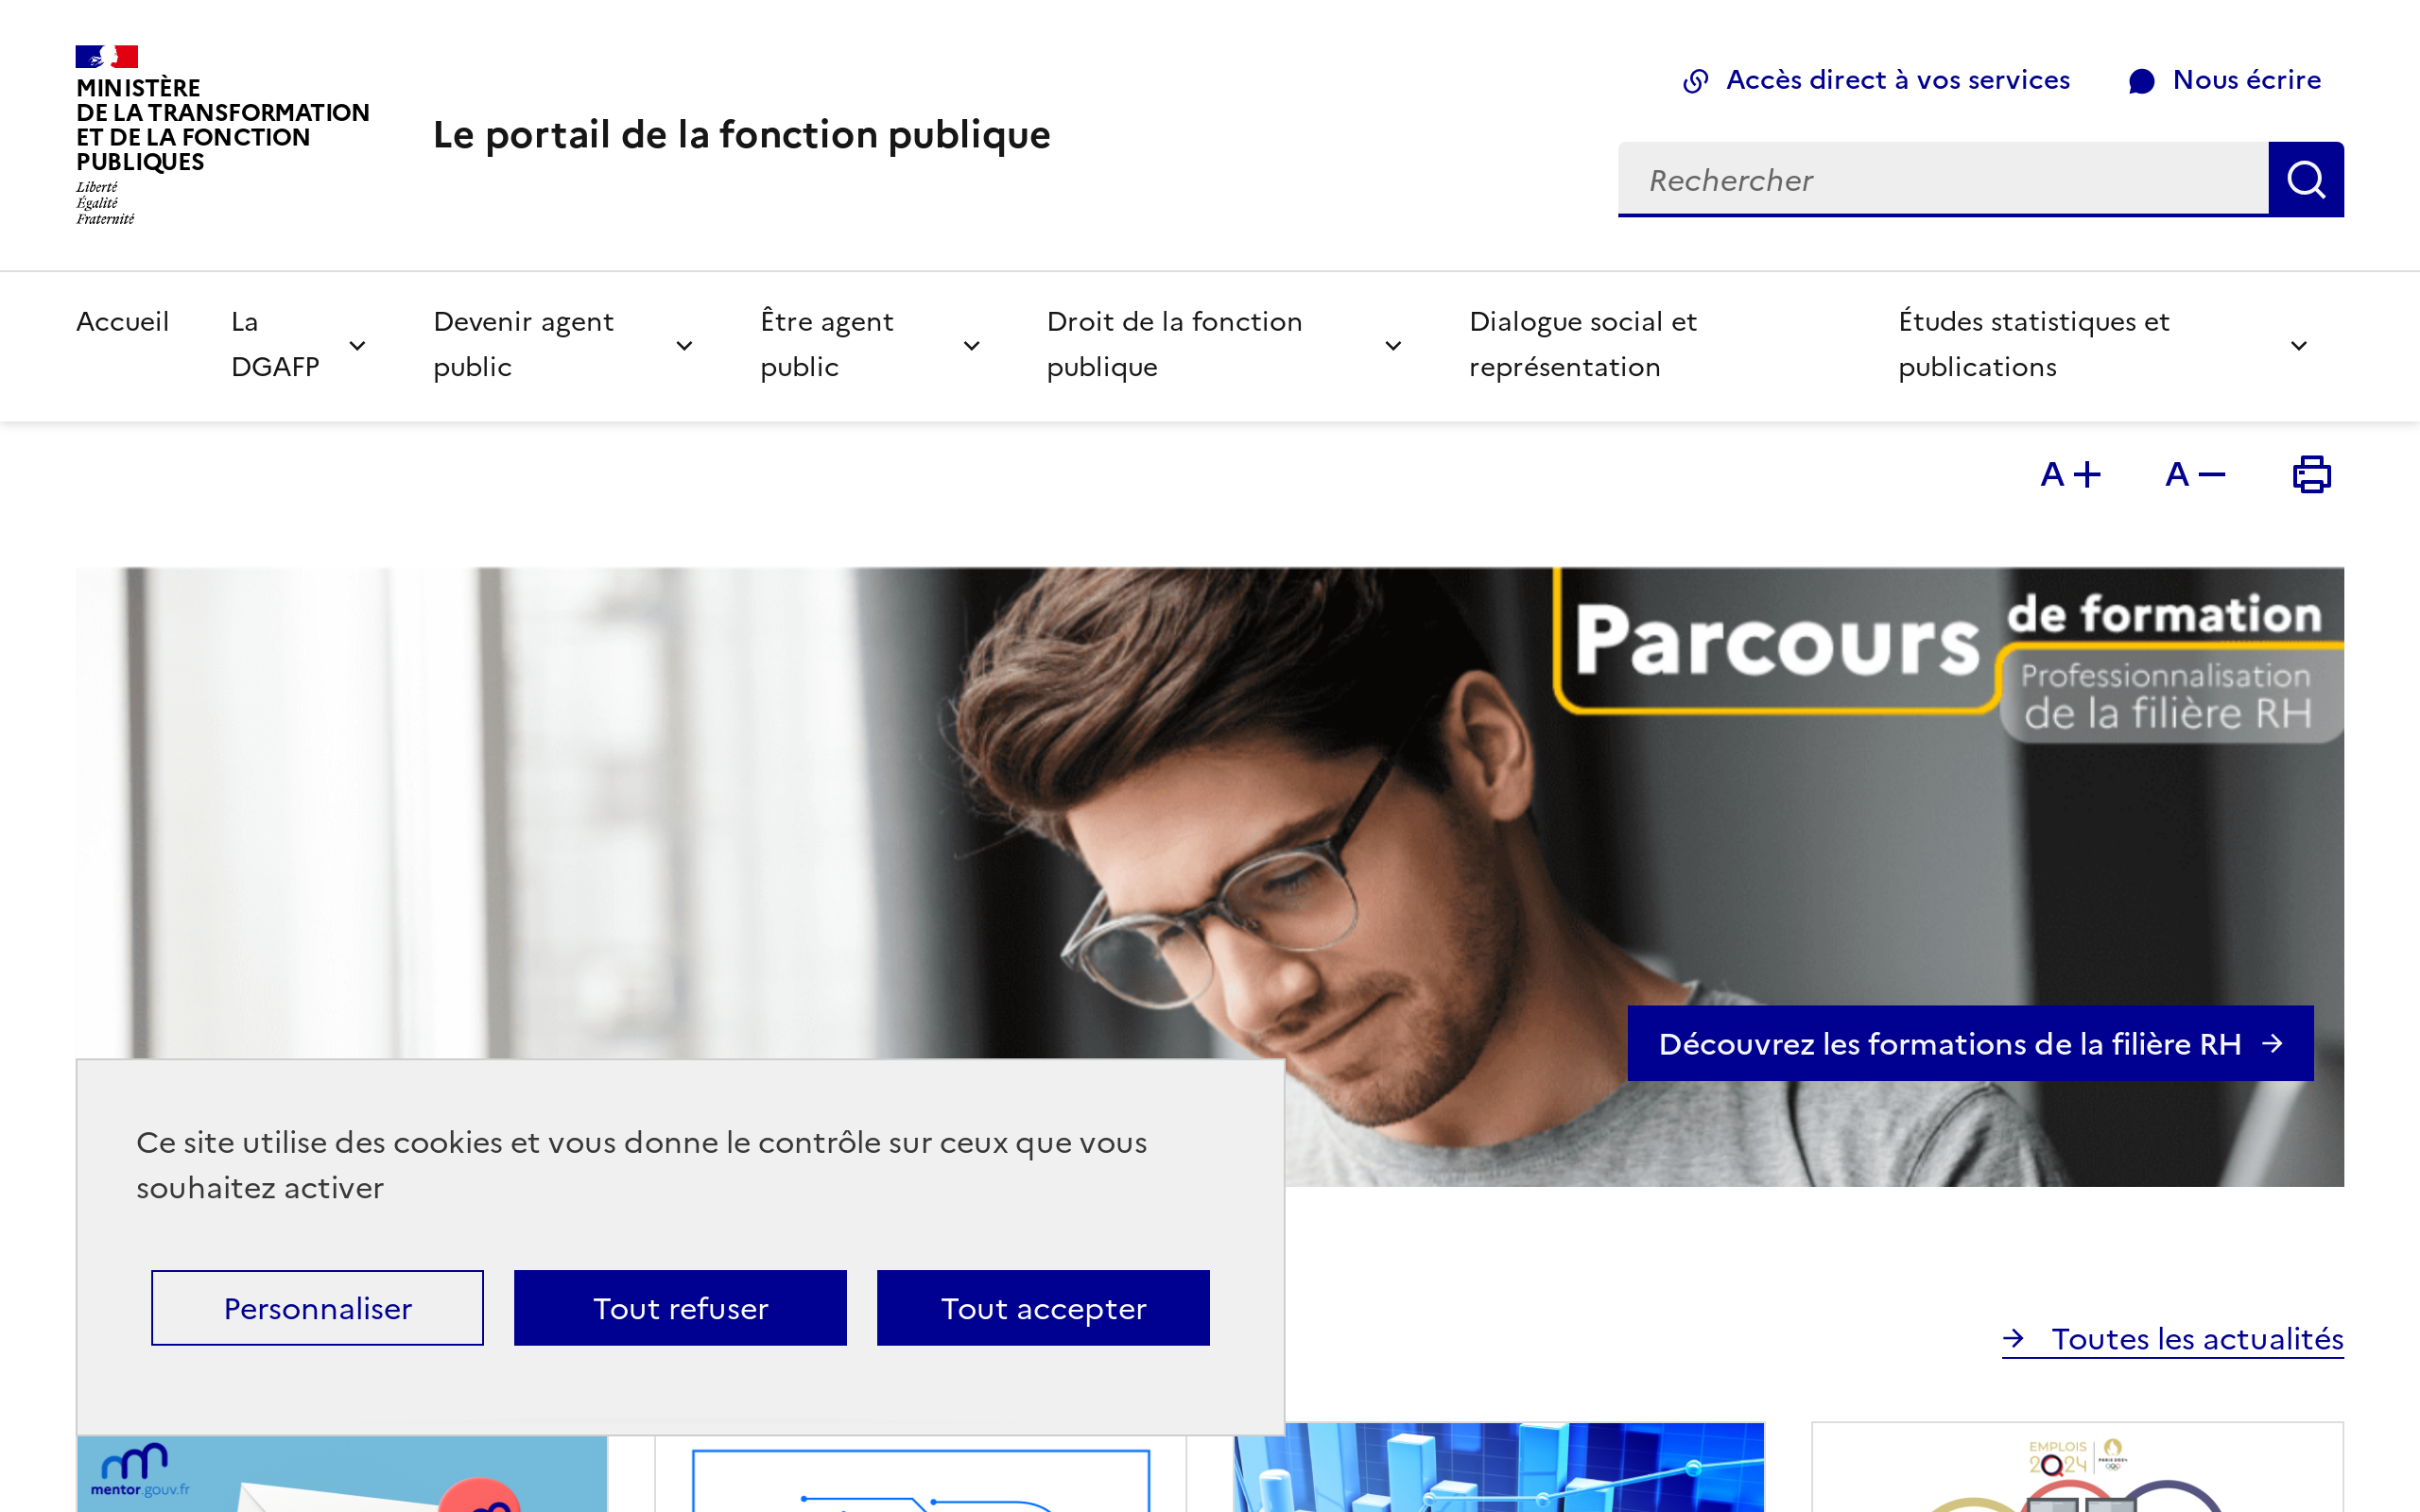 MINISTÈRE
DE LA TRANSFORMATION
ET DE LA FONCTION
PUBLIQUES
Liberté
Égalité
Fraternité
Le portail de la fonction publique
Accès direct à vos services
Nous écrire
Rechercher
Accueil
La
DGAFP
Devenir agent
public
Être agent
public
Droit de la fonction
publique
Dialogue social et
représentation
Études statistiques et
publications
A+
A−
Parcours
de formation
Professionnalisation
de la filière RH
Découvrez les formations de la filière RH
Ce site utilise des cookies et vous donne le contrôle sur ceux que vous
souhaitez activer
Personnaliser
Tout refuser
Tout accepter
Toutes les actualités
mentor.gouv.fr
EMPLOIS
2024
PARIS 2024